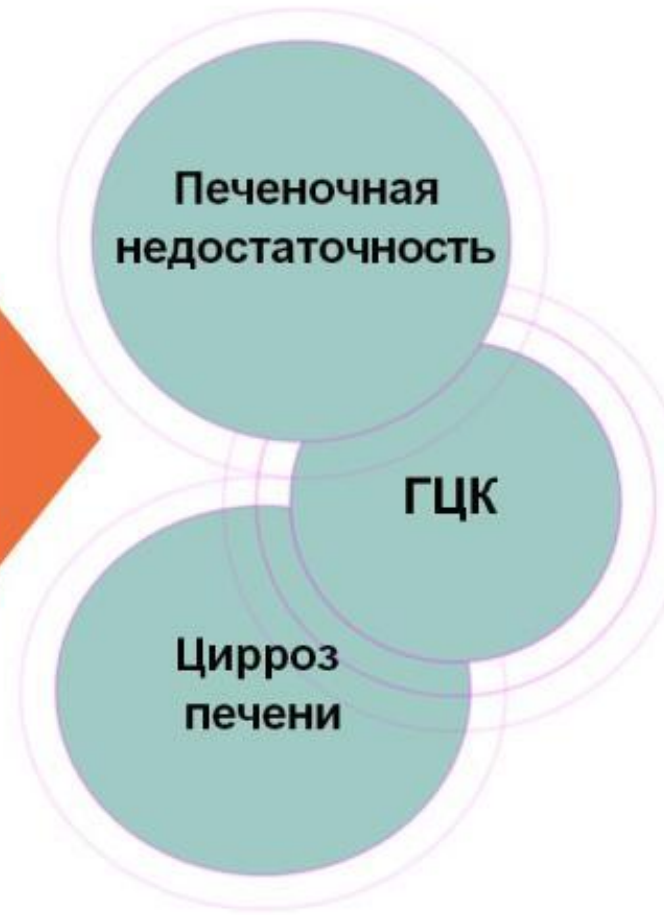 Печеночная
недостаточность
ГЦК
Цирроз
печени